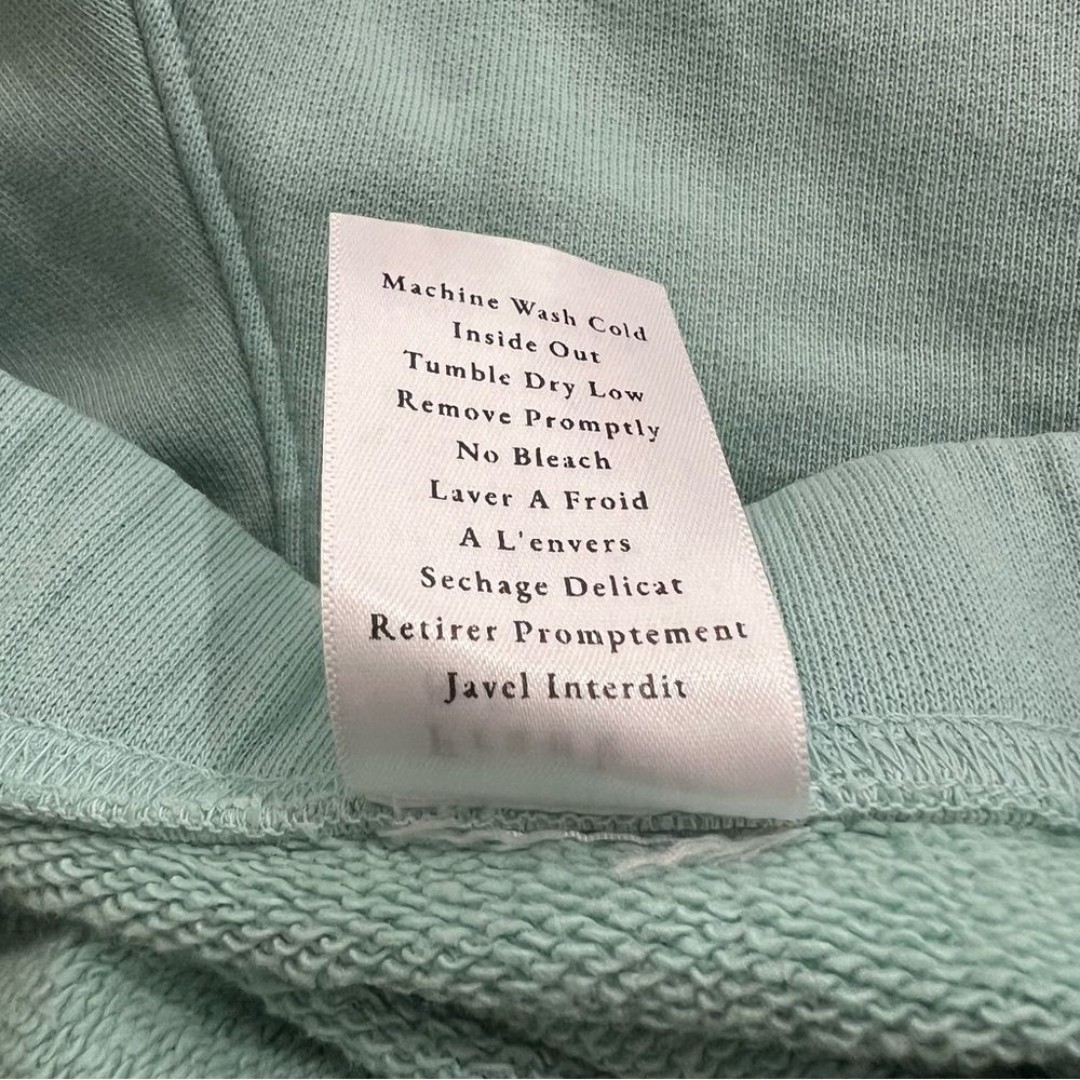 Machine Wash Cold
Inside Out
Tumble Dry Low
Remove Promptly
No Bleach
Laver A Froid
A L'envers
Sechage Delicat
Retirer Promptement
Javel Interdit